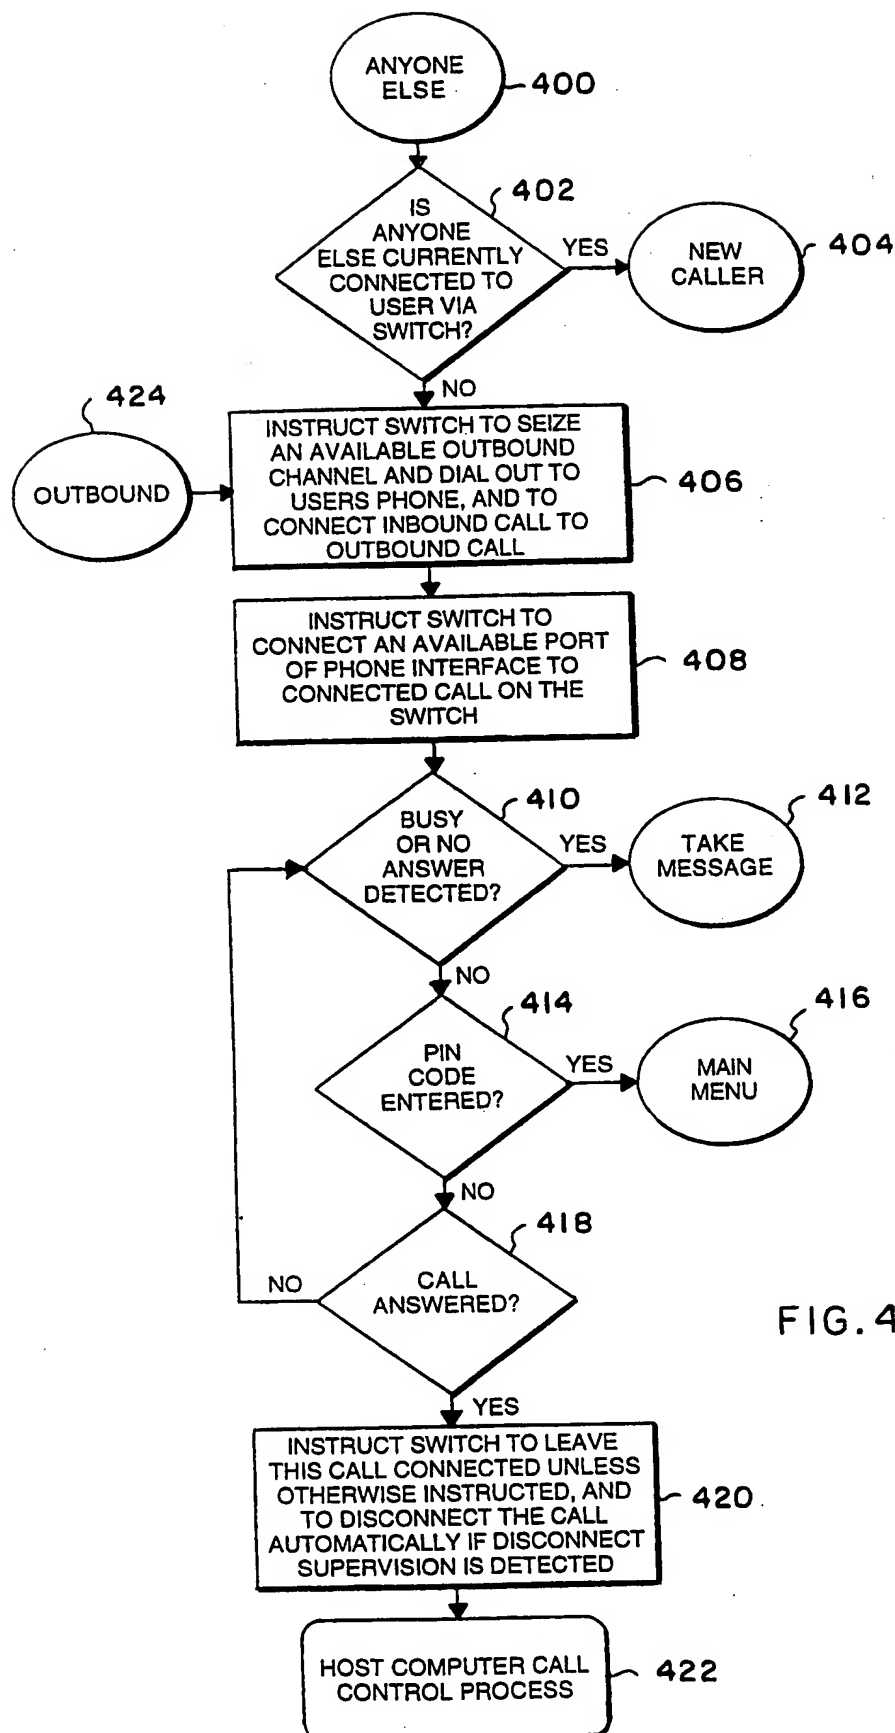 ANYONE
ELSE
400
402
IS
ANYONE
ELSE CURRENTLY
CONNECTED TO
USER VIA
SWITCH?
YES
NEW
CALLER
404
NO
424
OUTBOUND
INSTRUCT SWITCH TO SEIZE
AN AVAILABLE OUTBOUND
CHANNEL AND DIAL OUT TO
USERS PHONE, AND TO
CONNECT INBOUND CALL TO
OUTBOUND CALL
406
INSTRUCT SWITCH TO
CONNECT AN AVAILABLE PORT
OF PHONE INTERFACE TO
CONNECTED CALL ON THE
SWITCH
408
410
BUSY
OR NO
ANSWER
DETECTED?
YES
412
TAKE
MESSAGE
NO
414
PIN
CODE
ENTERED?
YES
416
MAIN
MENU
NO
418
CALL
ANSWERED?
NO
FIG. 4
YES
INSTRUCT SWITCH TO LEAVE
THIS CALL CONNECTED UNLESS
OTHERWISE INSTRUCTED, AND
TO DISCONNECT THE CALL
AUTOMATICALLY IF DISCONNECT
SUPERVISION IS DETECTED
420
HOST COMPUTER CALL
CONTROL PROCESS
422